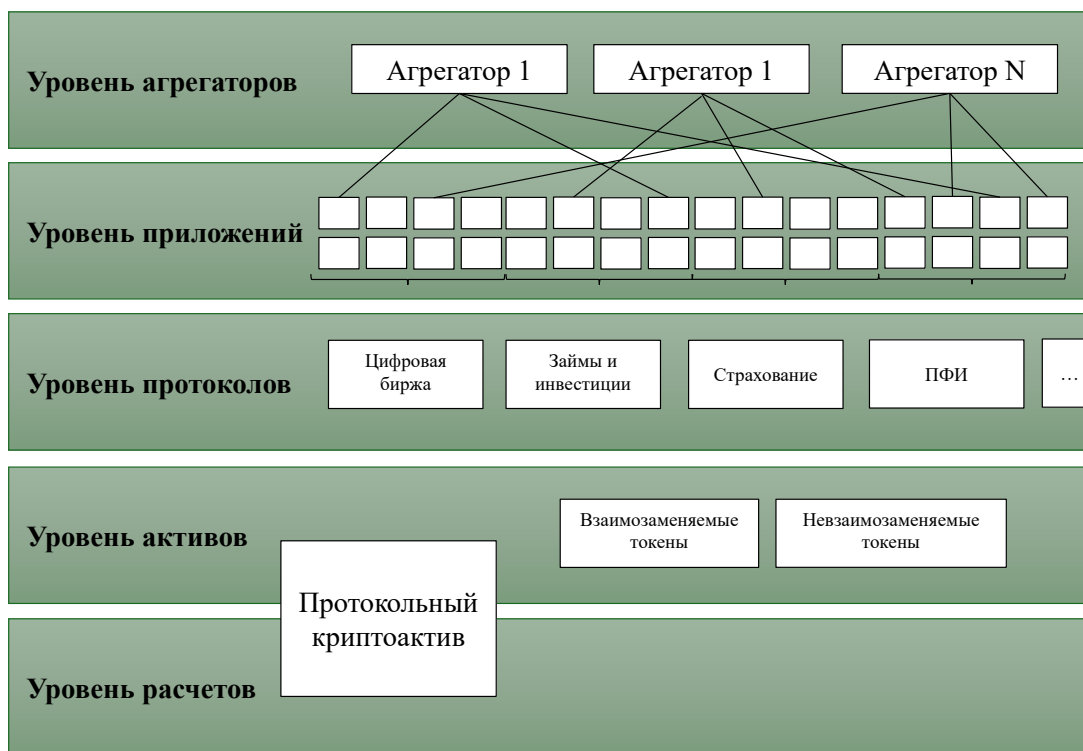 Уровень агрегаторов
Агрегатор 1
Агрегатор 1
Агрегатор N
Уровень приложений
Уровень протоколов
Цифровая
биржа
Займы и
инвестиции
Страхование
ПФИ
…
Уровень активов
Взаимозаменяемые
токены
Невзаимозаменяемые
токены
Протокольный
криптоактив
Уровень расчетов